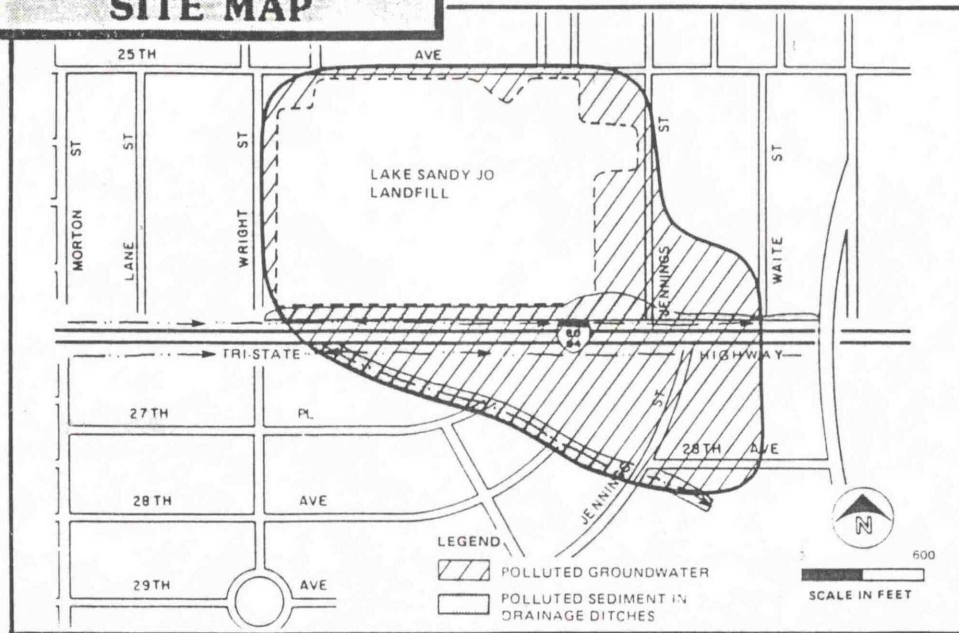 SITE MAP
25TH AVE
MORTON ST
LANE ST
WRIGHT ST
LAKE SANDY JO
LANDFILL
JENNINGS ST
WAITE ST
80
94
TRI-STATE HIGHWAY
27TH PL.
JENNINGS ST
28TH AVE
28TH AVE
29TH AVE
N
LEGEND
POLLUTED GROUNDWATER
POLLUTED SEDIMENT IN
DRAINAGE DITCHES
600
SCALE IN FEET